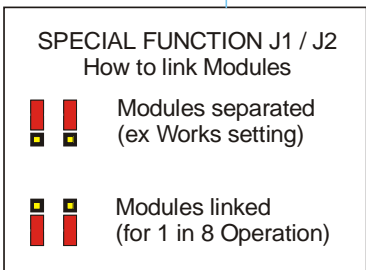 SPECIAL FUNCTION J1 / J2
How to link Modules
Modules separated
(ex Works setting)
Modules linked
(for 1 in 8 Operation)